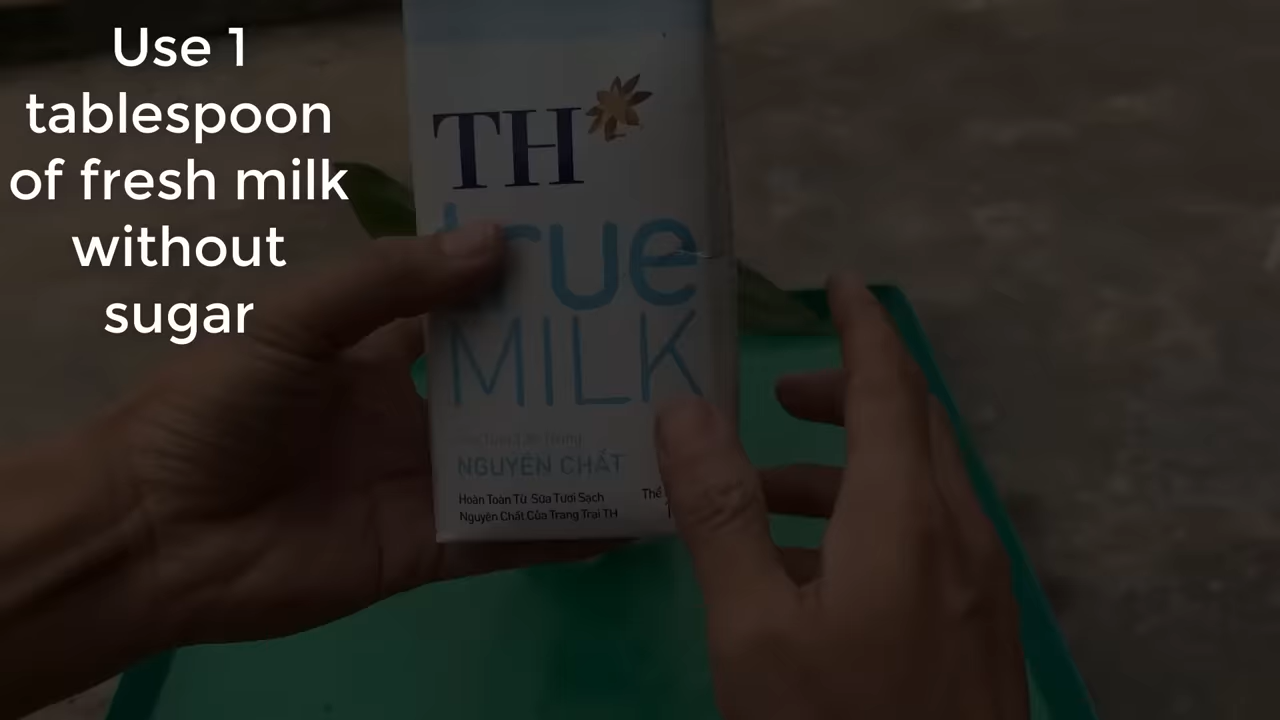 Use 1
tablespoon
of fresh milk
without
sugar
TH
true
MILK
NGUYÊN CHẤT
Hoàn Toàn Từ Sữa Tươi Sạch
Nguyên Chất Của Trang Trại TH
Thể